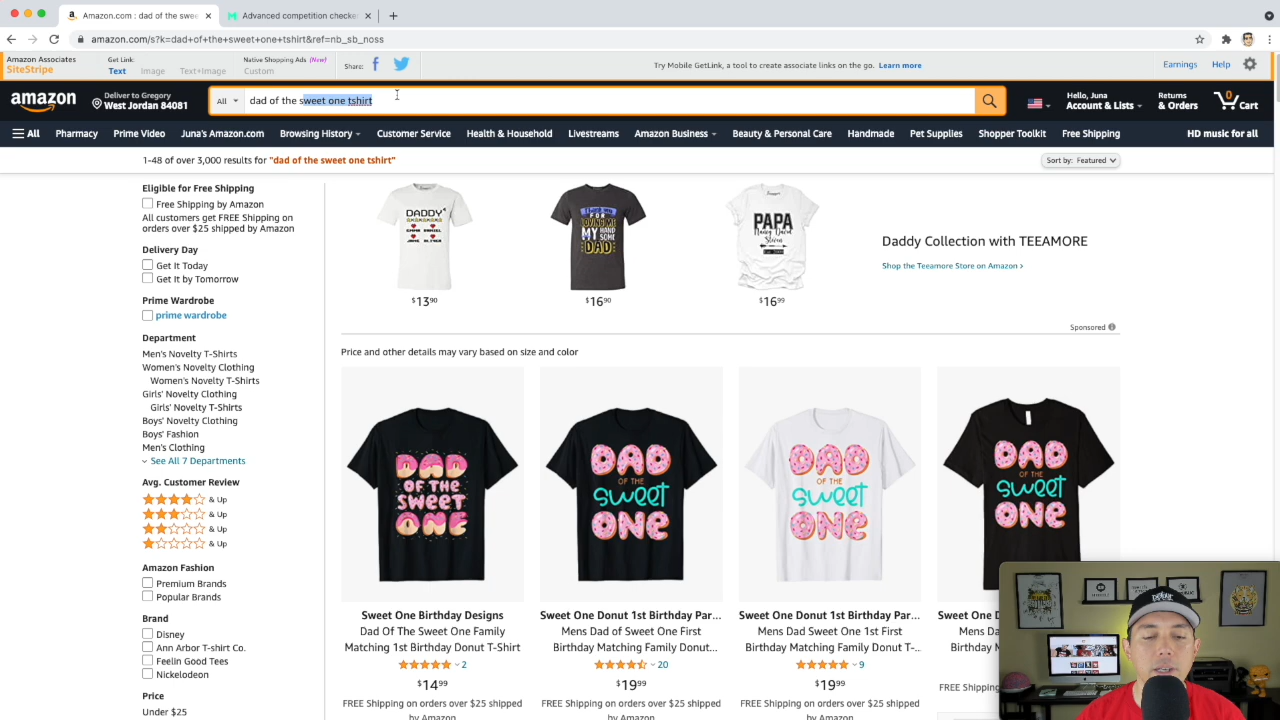 Amazon.com : dad of the swee
Advanced competition checke
amazon.com/s?k=dad+of+the+sweet+one+tshirt&ref=nb_sb_noss
Amazon Associates
SiteStripe
Get Link:
Text
Image
Text+Image
Native Shopping Ads (New)
Custom
Share:
Try Mobile GetLink, a tool to create associate links on the go. Learn more
Earnings
Help
amazon
Deliver to Gregory
West Jordan 84081
All
dad of the sweet one tshirt
Hello, Juna
Account & Lists
Returns
& Orders
0
Cart
All
Pharmacy
Prime Video
Juna's Amazon.com
Browsing History
Customer Service
Health & Household
Livestreams
Amazon Business
Beauty & Personal Care
Handmade
Pet Supplies
Shopper Toolkit
Free Shipping
HD music for all
1-48 of over 3,000 results for "dad of the sweet one tshirt"
Sort by: Featured
Eligible for Free Shipping
Free Shipping by Amazon
All customers get FREE Shipping on
orders over $25 shipped by Amazon
Delivery Day
Get It Today
Get It by Tomorrow
Prime Wardrobe
prime wardrobe
Department
Men's Novelty T-Shirts
Women's Novelty Clothing
Women's Novelty T-Shirts
Girls' Novelty Clothing
Girls' Novelty T-Shirts
Boys' Novelty Clothing
Boys' Fashion
Men's Clothing
See All 7 Departments
Avg. Customer Review
& Up
& Up
& Up
& Up
Amazon Fashion
Premium Brands
Popular Brands
Brand
Disney
Ann Arbor T-shirt Co.
Feelin Good Tees
Nickelodeon
Price
Under $25
DADDY
$13.90
LOVING ME
MY HAND
SOME
DAD
$16.90
PAPA
$16.99
Daddy Collection with TEEAMORE
Shop the Teeamore Store on Amazon ›
Sponsored
Price and other details may vary based on size and color
DAD
OF THE
SWEET
ONE
Sweet One Birthday Designs
Dad Of The Sweet One Family
Matching 1st Birthday Donut T-Shirt
2
$14.99
FREE Shipping on orders over $25 shipped
by Amazon
DAD
OF THE
sweet
ONE
Sweet One Donut 1st Birthday Par...
Mens Dad of Sweet One First
Birthday Matching Family Donut...
20
$19.99
FREE Shipping on orders over $25 shipped
by Amazon
DAD
OF THE
sweet
ONE
Sweet One Donut 1st Birthday Par...
Mens Dad Sweet One 1st First
Birthday Matching Family Donut T-...
9
$19.99
FREE Shipping on orders over $25 shipped
by Amazon
DAD
OF THE
sweet
ONE
Sweet One D
Mens Da
Birthday M
FREE Shipping